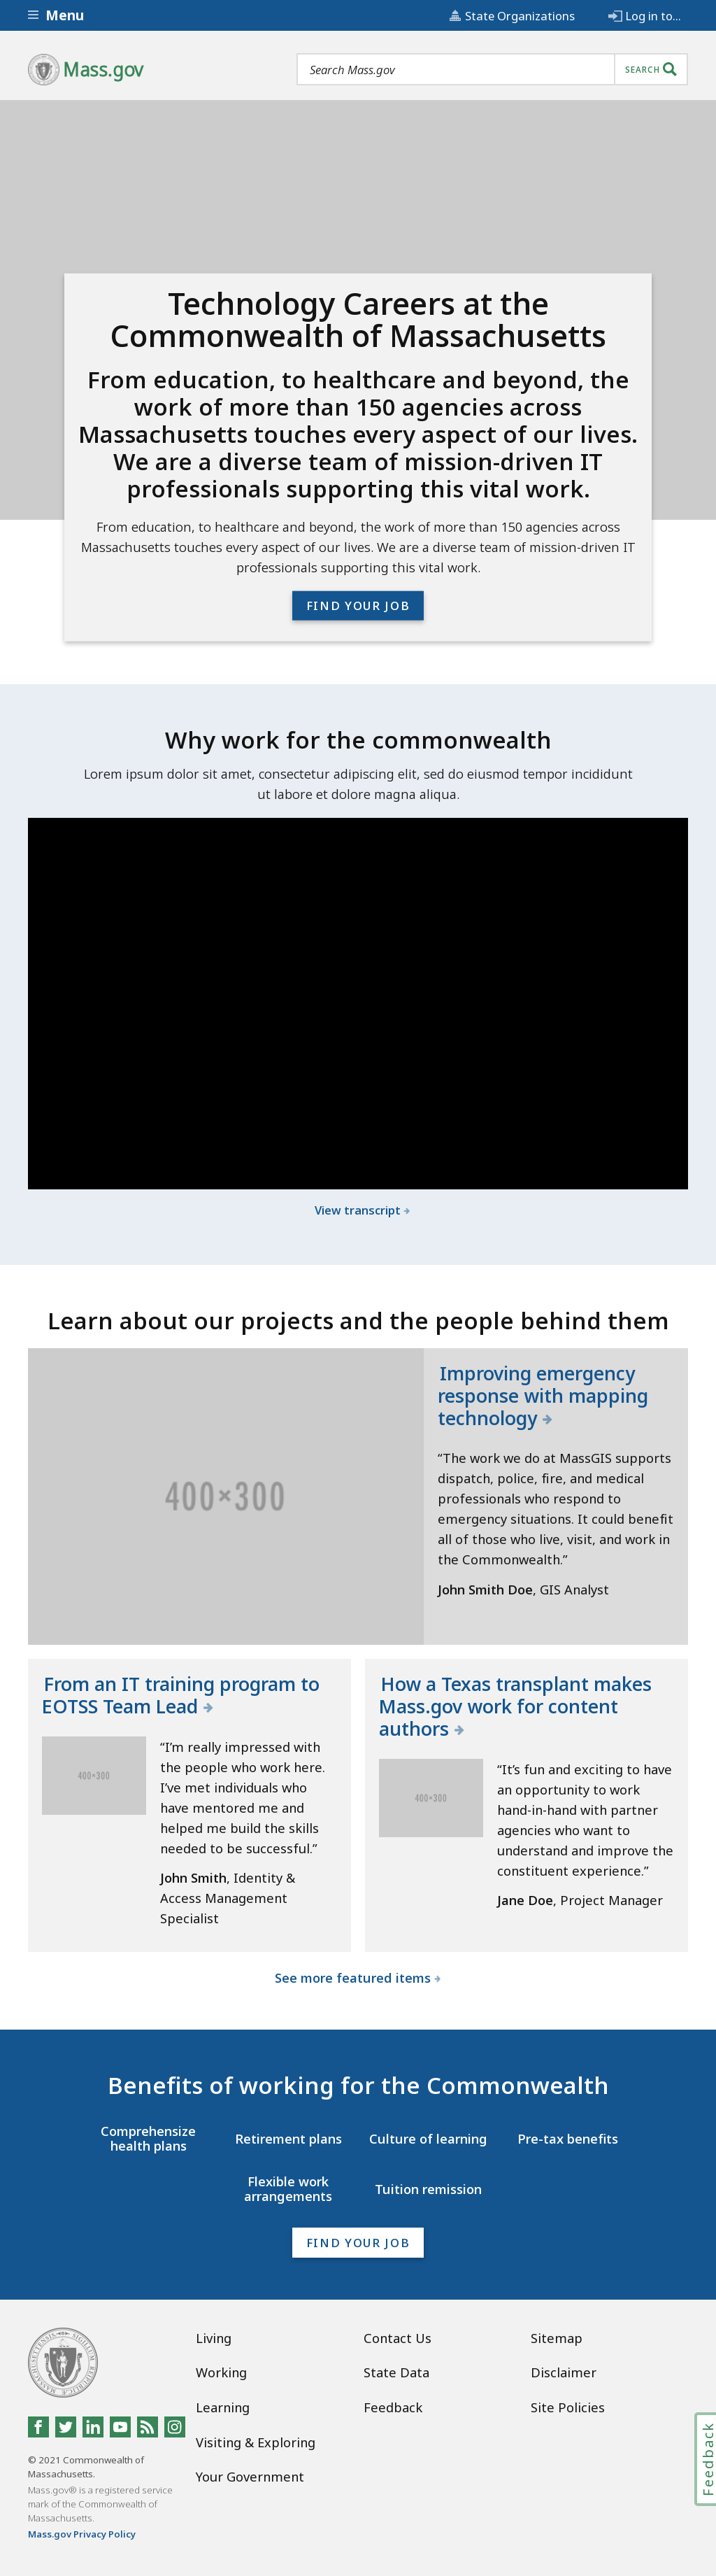 Menu
State Organizations
Log in to...
Mass.gov
Search Mass.gov
SEARCH
Technology Careers at the
Commonwealth of Massachusetts
From education, to healthcare and beyond, the
work of more than 150 agencies across
Massachusetts touches every aspect of our lives.
We are a diverse team of mission-driven IT
professionals supporting this vital work.
From education, to healthcare and beyond, the work of more than 150 agencies across
Massachusetts touches every aspect of our lives. We are a diverse team of mission-driven IT
professionals supporting this vital work.
FIND YOUR JOB
Why work for the commonwealth
Lorem ipsum dolor sit amet, consectetur adipiscing elit, sed do eiusmod tempor incididunt
ut labore et dolore magna aliqua.
View transcript
Learn about our projects and the people behind them
400×300
Improving emergency
response with mapping
technology
“The work we do at MassGIS supports
dispatch, police, fire, and medical
professionals who respond to
emergency situations. It could benefit
all of those who live, visit, and work in
the Commonwealth.”
John Smith Doe, GIS Analyst
From an IT training program to
EOTSS Team Lead
400×300
“I’m really impressed with
the people who work here.
I’ve met individuals who
have mentored me and
helped me build the skills
needed to be successful.”
John Smith, Identity &
Access Management
Specialist
How a Texas transplant makes
Mass.gov work for content
authors
400×300
“It’s fun and exciting to have
an opportunity to work
hand-in-hand with partner
agencies who want to
understand and improve the
constituent experience.”
Jane Doe, Project Manager
See more featured items
Benefits of working for the Commonwealth
Comprehensize
health plans
Retirement plans
Culture of learning
Pre-tax benefits
Flexible work
arrangements
Tuition remission
FIND YOUR JOB
Living
Working
Learning
Visiting & Exploring
Your Government
Contact Us
State Data
Feedback
Sitemap
Disclaimer
Site Policies
© 2021 Commonwealth of
Massachusetts.
Mass.gov® is a registered service
mark of the Commonwealth of
Massachusetts.
Mass.gov Privacy Policy
Feedback